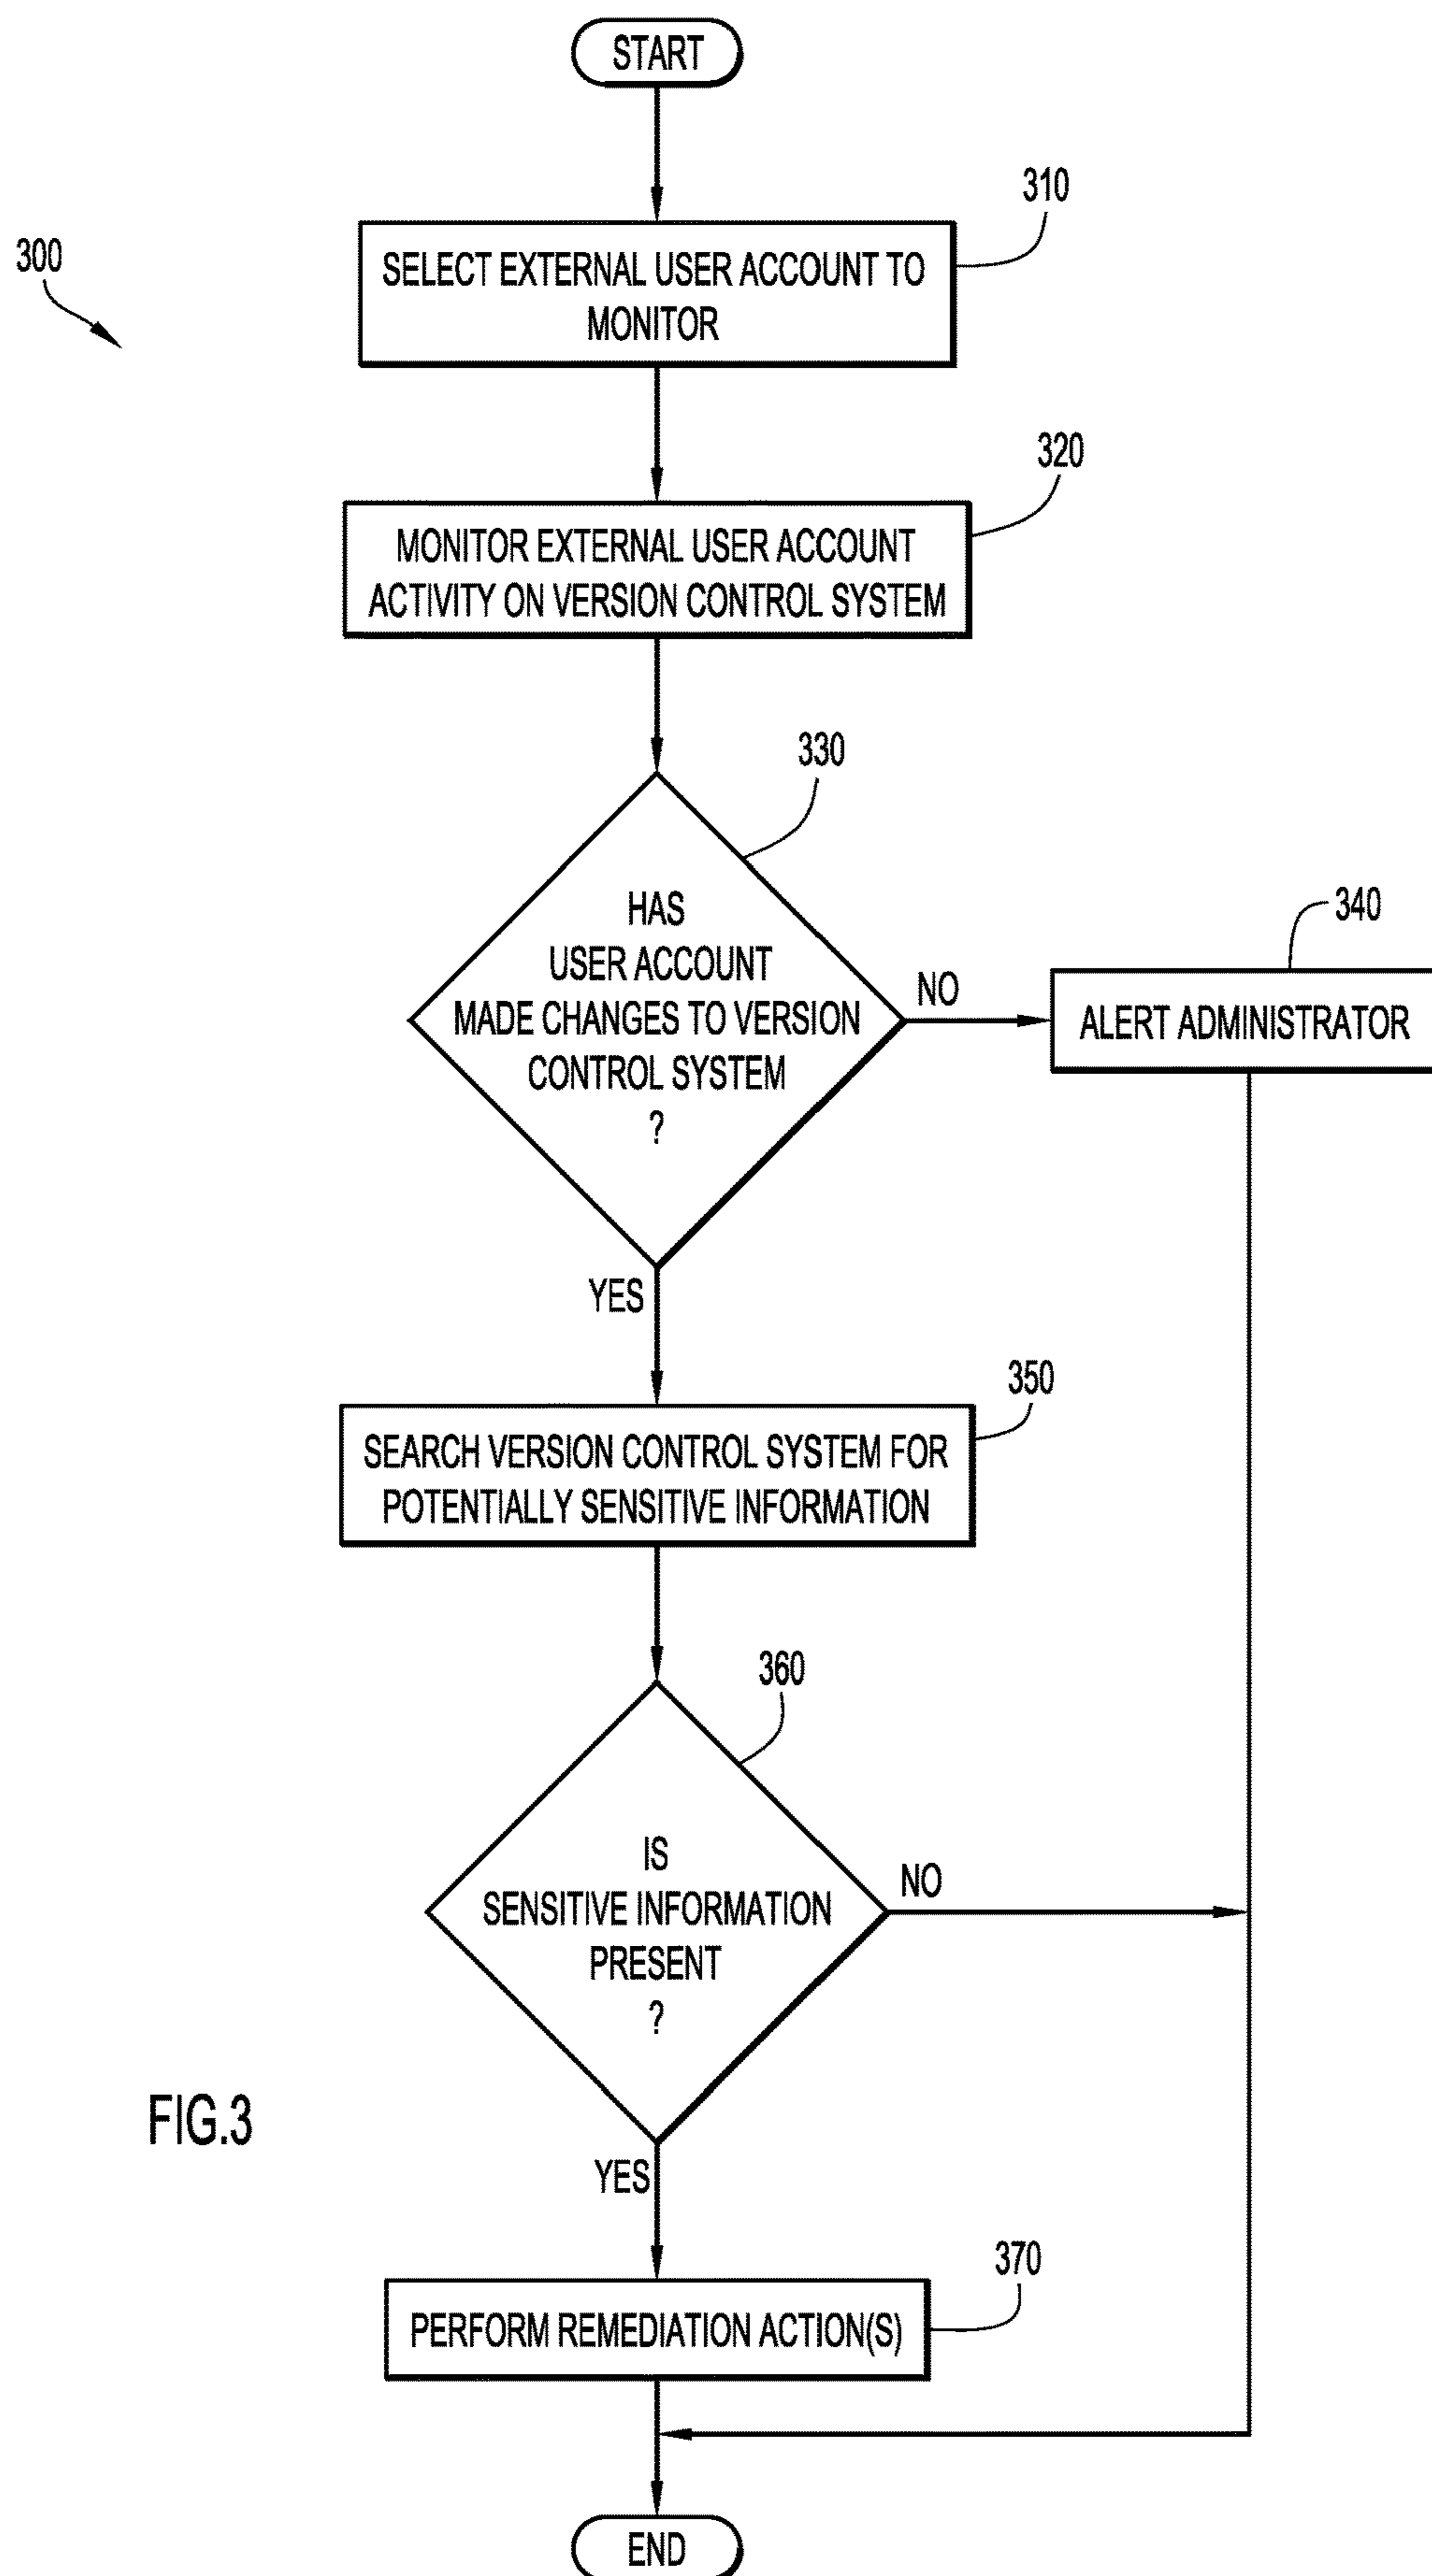 START
310
300
SELECT EXTERNAL USER ACCOUNT TO
MONITOR
320
MONITOR EXTERNAL USER ACCOUNT
ACTIVITY ON VERSION CONTROL SYSTEM
330
HAS
USER ACCOUNT
MADE CHANGES TO VERSION
CONTROL SYSTEM
?
NO
340
ALERT ADMINISTRATOR
YES
350
SEARCH VERSION CONTROL SYSTEM FOR
POTENTIALLY SENSITIVE INFORMATION
360
IS
SENSITIVE INFORMATION
PRESENT
?
NO
FIG.3
YES
370
PERFORM REMEDIATION ACTION(S)
END